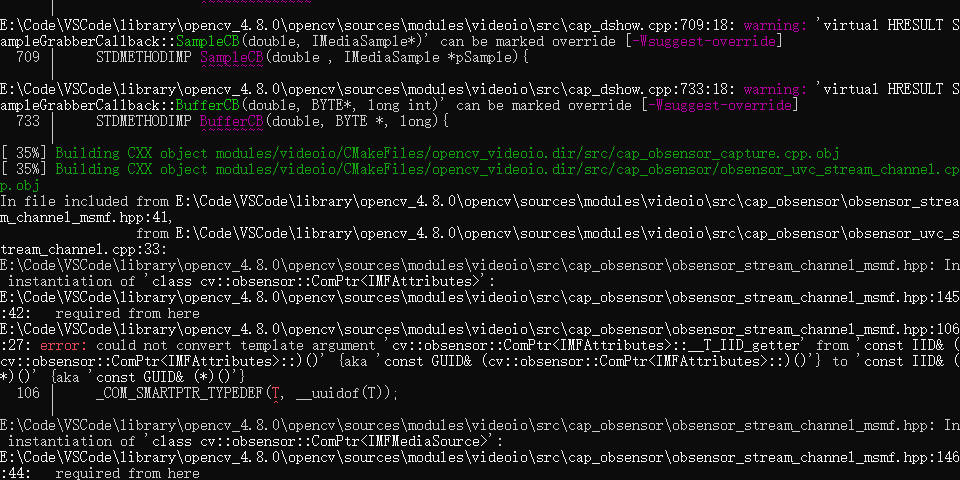 E:\Code\VSCode\library\opencv_4.8.0\opencv\sources\modules\videoio\src\cap_dshow.cpp:709:18: warning: 'virtual HRESULT S
ampleGrabberCallback::SampleCB(double, IMediaSample*)' can be marked override [-Wsuggest-override]
709 |     STDMETHODIMP SampleCB(double , IMediaSample *pSample){
|                  ^~~~~~~~
E:\Code\VSCode\library\opencv_4.8.0\opencv\sources\modules\videoio\src\cap_dshow.cpp:733:18: warning: 'virtual HRESULT S
ampleGrabberCallback::BufferCB(double, BYTE*, long int)' can be marked override [-Wsuggest-override]
733 |     STDMETHODIMP BufferCB(double, BYTE *, long){
|                  ^~~~~~~~
[ 35%] Building CXX object modules/videoio/CMakeFiles/opencv_videoio.dir/src/cap_obsensor_capture.cpp.obj
[ 35%] Building CXX object modules/videoio/CMakeFiles/opencv_videoio.dir/src/cap_obsensor/obsensor_uvc_stream_channel.cp
p.obj
In file included from E:\Code\VSCode\library\opencv_4.8.0\opencv\sources\modules\videoio\src\cap_obsensor\obsensor_strea
m_channel_msmf.hpp:41,
from E:\Code\VSCode\library\opencv_4.8.0\opencv\sources\modules\videoio\src\cap_obsensor\obsensor_uvc_s
tream_channel.cpp:33:
E:\Code\VSCode\library\opencv_4.8.0\opencv\sources\modules\videoio\src\cap_obsensor\obsensor_stream_channel_msmf.hpp: In
instantiation of 'class cv::obsensor::ComPtr<IMFAttributes>':
E:\Code\VSCode\library\opencv_4.8.0\opencv\sources\modules\videoio\src\cap_obsensor\obsensor_stream_channel_msmf.hpp:145
:42:   required from here
E:\Code\VSCode\library\opencv_4.8.0\opencv\sources\modules\videoio\src\cap_obsensor\obsensor_stream_channel_msmf.hpp:106
:27: error: could not convert template argument 'cv::obsensor::ComPtr<IMFAttributes>::__T_IID_getter' from 'const IID& (
cv::obsensor::ComPtr<IMFAttributes>::)()' {aka 'const GUID& (cv::obsensor::ComPtr<IMFAttributes>::)()'} to 'const IID& (
*)()' {aka 'const GUID& (*)()'}
106 |     _COM_SMARTPTR_TYPEDEF(T, __uuidof(T));
|                           ^
E:\Code\VSCode\library\opencv_4.8.0\opencv\sources\modules\videoio\src\cap_obsensor\obsensor_stream_channel_msmf.hpp: In
instantiation of 'class cv::obsensor::ComPtr<IMFMediaSource>':
E:\Code\VSCode\library\opencv_4.8.0\opencv\sources\modules\videoio\src\cap_obsensor\obsensor_stream_channel_msmf.hpp:146
:44:   required from here